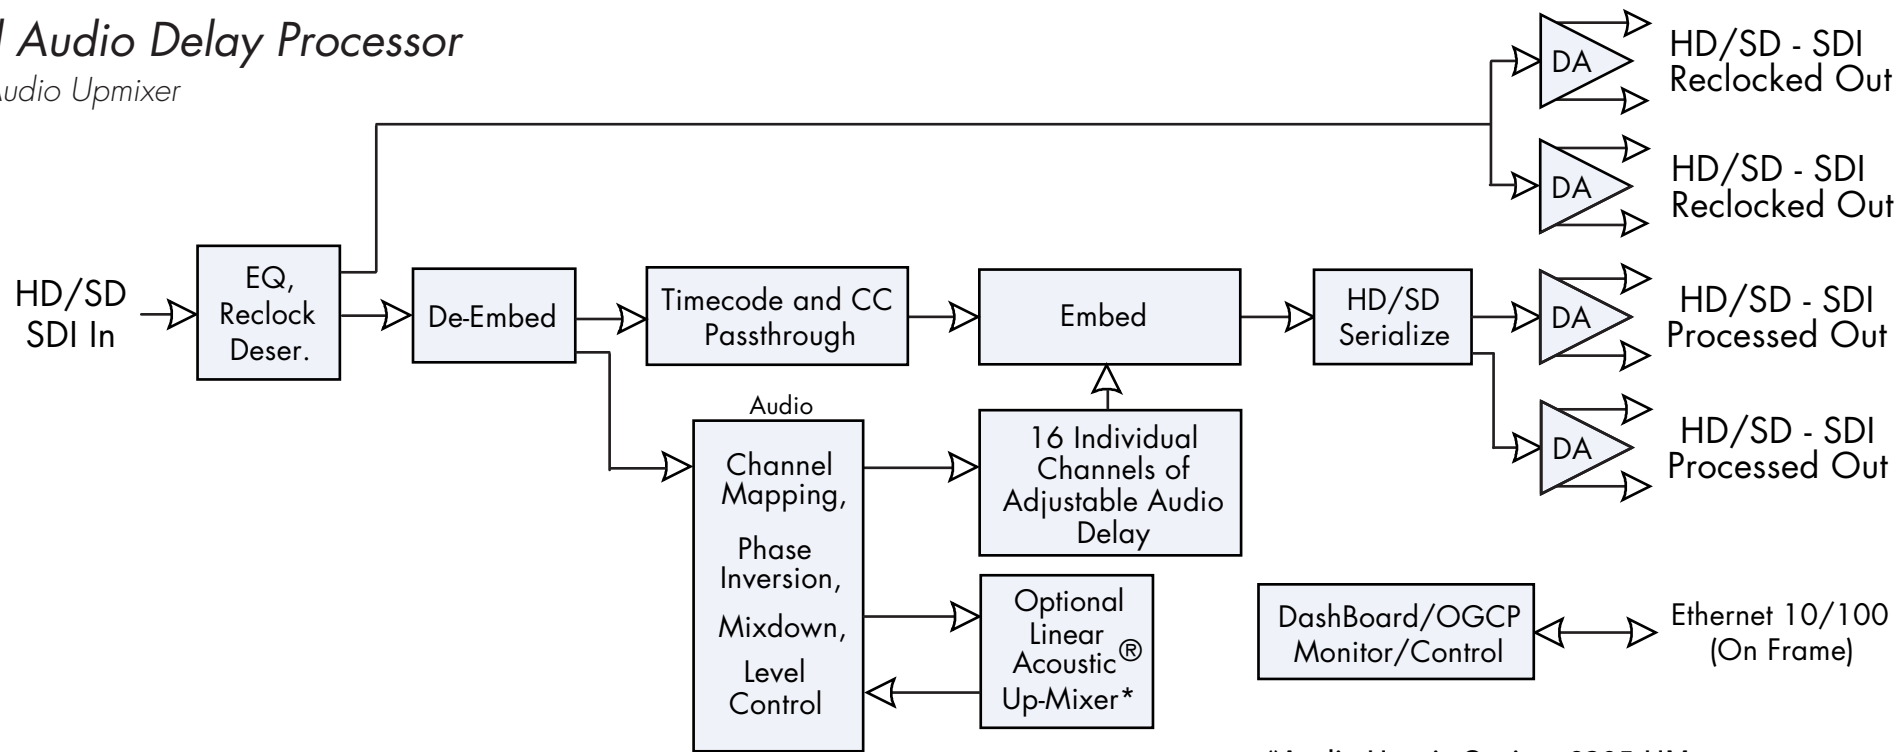 Audio Delay Processor
Audio Upmixer
HD/SD - SDI
Reclocked Out
HD/SD - SDI
Reclocked Out
HD/SD
SDI In
EQ,
Reclock
Deser.
De-Embed
Timecode and CC
Passthrough
Embed
HD/SD
Serialize
DA
DA
DA
DA
HD/SD - SDI
Processed Out
HD/SD - SDI
Processed Out
Audio
Channel
Mapping,
Phase
Inversion,
Mixdown,
Level
Control
16 Individual
Channels of
Adjustable Audio
Delay
Optional
Linear
Acoustic®
Up-Mixer*
DashBoard/OGCP
Monitor/Control
Ethernet 10/100
(On Frame)